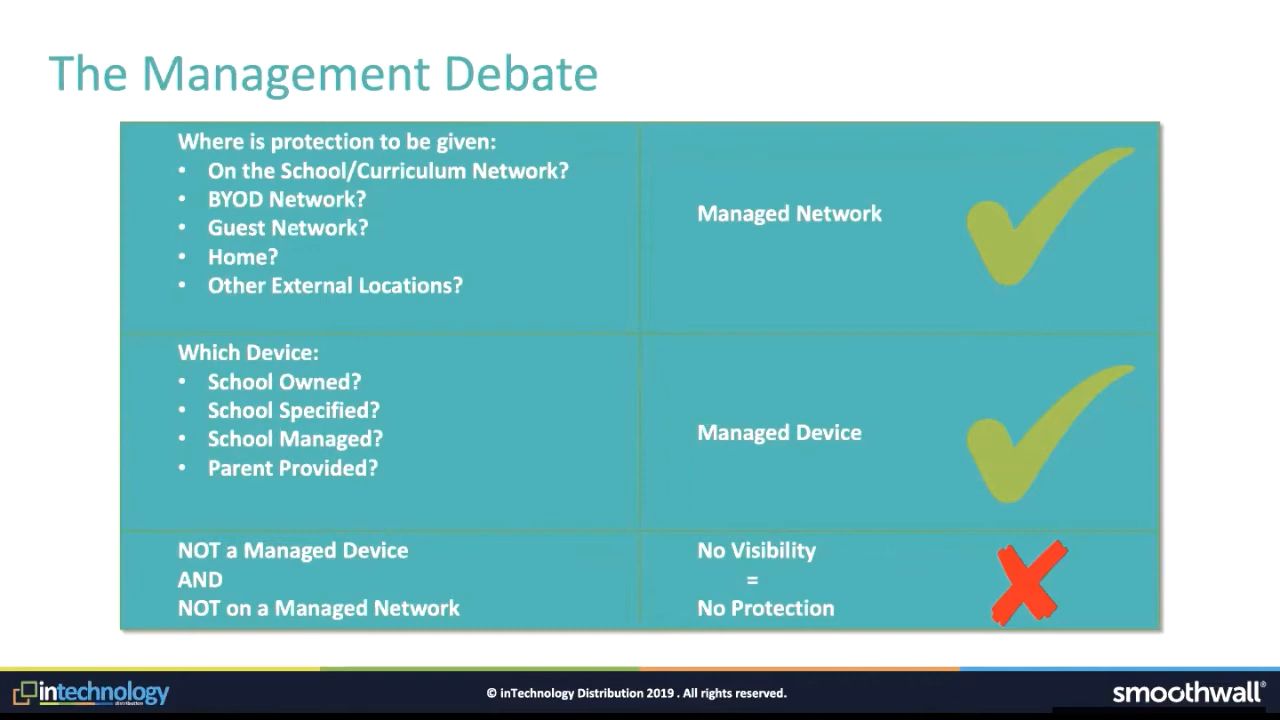 The Management Debate
Where is protection to be given:
• On the School/Curriculum Network?
• BYOD Network?
• Guest Network?
• Home?
• Other External Locations?
Managed Network
Which Device:
• School Owned?
• School Specified?
• School Managed?
• Parent Provided?
Managed Device
NOT a Managed Device
AND
NOT on a Managed Network
No Visibility
=
No Protection
intechnology
distribution
© inTechnology Distribution 2019 . All rights reserved.
smoothwall®